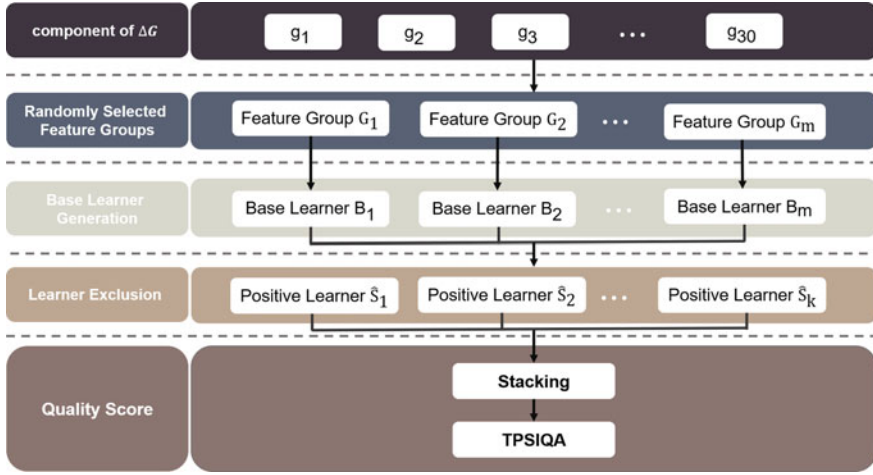 component of ΔG g₁ g₂ g₃ ... g₃₀
Randomly Selected
Feature Groups
Feature Group G₁ Feature Group G₂ ... Feature Group Gₘ
Base Learner
Generation
Base Learner B₁ Base Learner B₂ ... Base Learner Bₘ
Learner Exclusion Positive Learner Ŝ₁ Positive Learner Ŝ₂ ... Positive Learner Ŝₖ
Quality Score
Stacking
TPSIQA